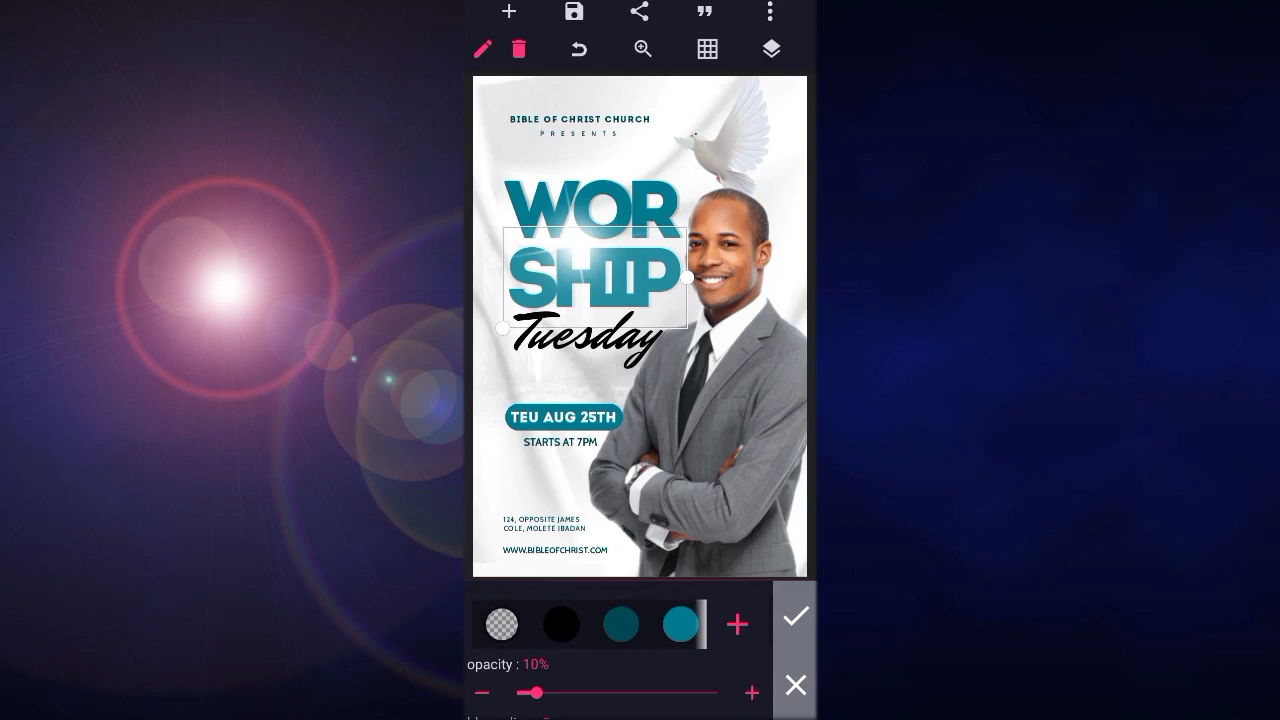 BIBLE OF CHRIST CHURCH
PRESENTS
WOR
SHIP
Tuesday
TEU AUG 25TH
STARTS AT 7PM
124, OPPOSITE JAMES
COLE, MOLETE IBADAN
WWW.BIBLEOFCHRIST.COM
opacity : 10%